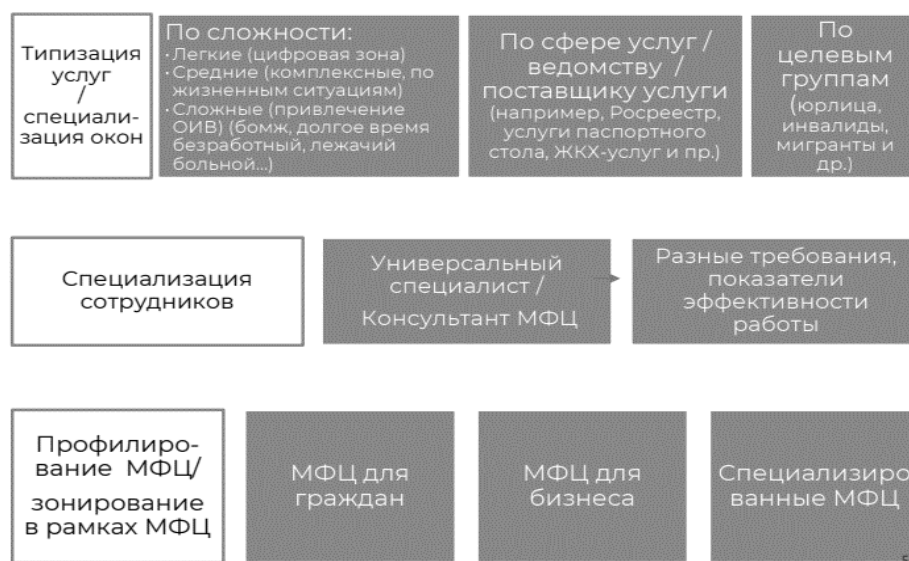 Типизация
услуг
/
специали-
зация окон
По сложности:
· Легкие (цифровая зона)
· Средние (комплексные, по
жизненным ситуациям)
· Сложные (привлечение
ОИВ) (бомж, долгое время
безработный, лежачий
больной...)
По сфере услуг /
ведомству /
поставщику услуги
(например, Росреестр,
услуги паспортного
стола, ЖКХ-услуг и пр.)
По
целевым
группам
(юрлица,
инвалиды,
мигранты и
др.)
Специализация
сотрудников
Универсальный
специалист /
Консультант МФЦ
Разные требования,
показатели
эффективности
работы
Профилиро-
вание МФЦ/
зонирование
в рамках МФЦ
МФЦ для
граждан
МФЦ для
бизнеса
Специализиро
ванные МФЦ